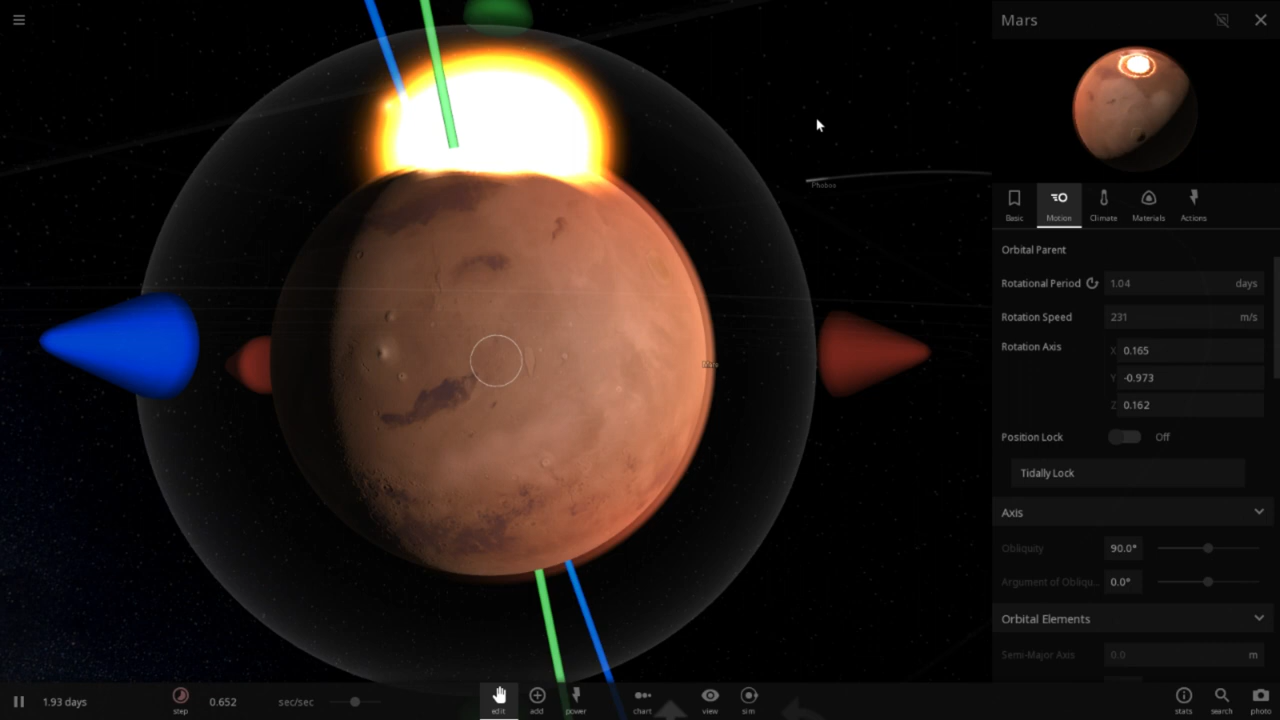 Mars
Phobos
Basic Motion Climate Materials Actions
Orbital Parent
Rotational Period 1.04 days
Rotation Speed 231 m/s
Mars
Rotation Axis X 0.165
Y -0.973
Z 0.162
Position Lock Off
Tidally Lock
Axis
Obliquity 90.0°
Argument of Obliqu... 0.0°
Orbital Elements
Semi-Major Axis 0.0 m
1.93 days step 0.652 sec/sec edit add power chart view sim stats search photo